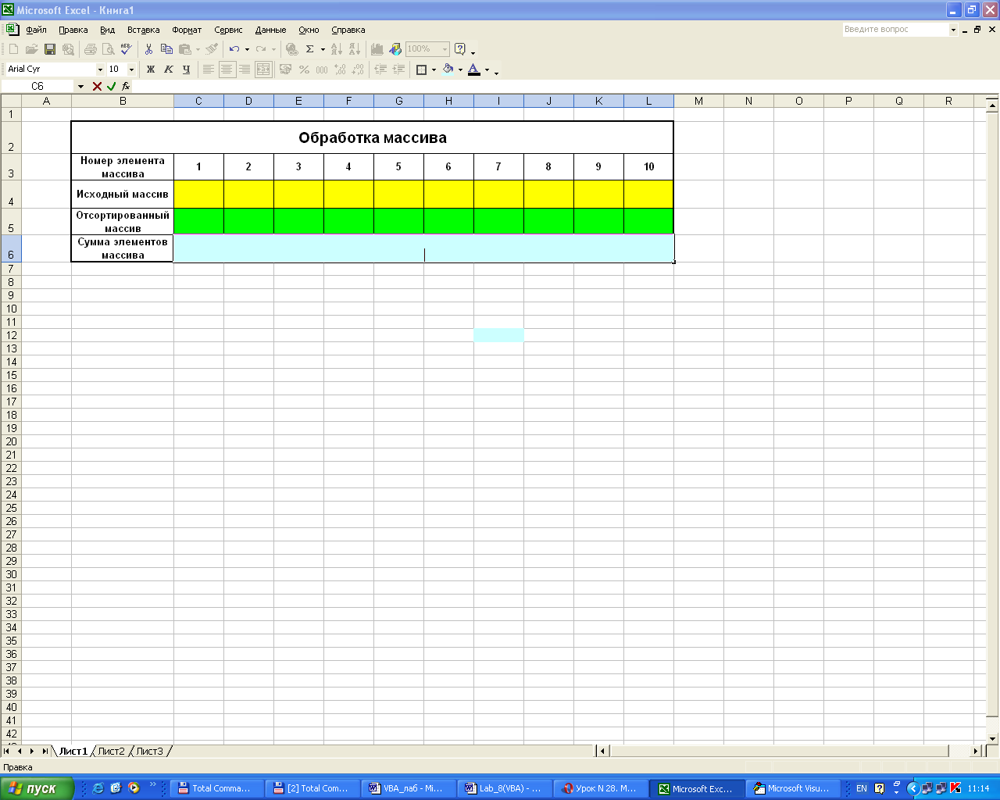 Microsoft Excel - Книга1
Файл Правка Вид Вставка Формат Сервис Данные Окно Справка
Введите вопрос
100%
Arial Cyr 10 Ж К Ч % 000
C6 fx
A B C D E F G H I J K L M N O P Q R
1
2 Обработка массива
3 Номер элемента массива 1 2 3 4 5 6 7 8 9 10
4 Исходный массив
5 Отсортированный массив
6 Сумма элементов массива
7
8
9
10
11
12
13
14
15
16
17
18
19
20
21
22
23
24
25
26
27
28
29
30
31
32
33
34
35
36
37
38
39
40
41
42
Лист1 Лист2 Лист3
Правка
пуск Total Comma... [2] Total Com... VBA_лаб - Mi... Lab_8(VBA) - ... Урок N 28. М... Microsoft Exc... Microsoft Visu... EN 11:14